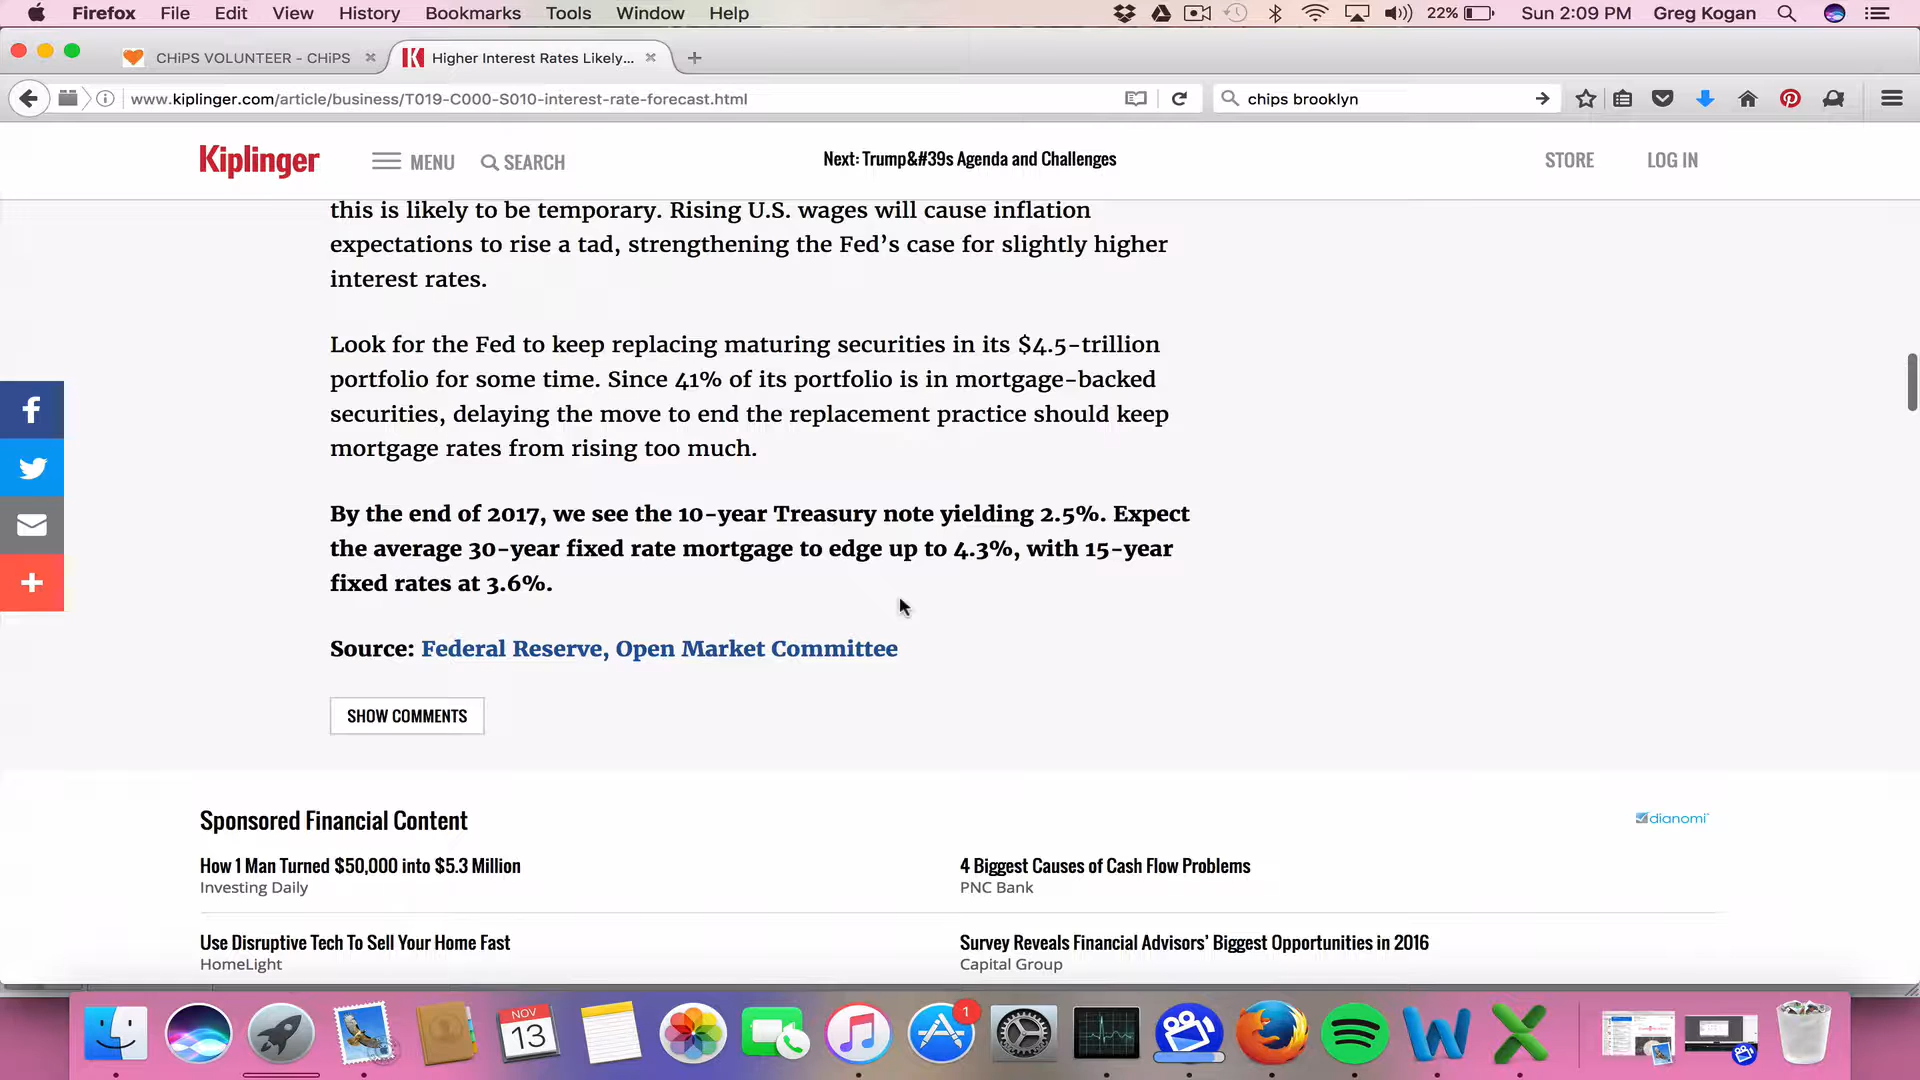 Firefox File Edit View History Bookmarks Tools Window Help 22% Sun 2:09 PM Greg Kogan
CHiPS VOLUNTEER - CHiPS
Higher Interest Rates Likely...
www.kiplinger.com/article/business/T019-C000-S010-interest-rate-forecast.html
chips brooklyn
Kiplinger MENU SEARCH Next: Trump&#39s Agenda and Challenges STORE LOG IN
this is likely to be temporary. Rising U.S. wages will cause inflation
expectations to rise a tad, strengthening the Fed’s case for slightly higher
interest rates.
Look for the Fed to keep replacing maturing securities in its $4.5-trillion
portfolio for some time. Since 41% of its portfolio is in mortgage-backed
securities, delaying the move to end the replacement practice should keep
mortgage rates from rising too much.
By the end of 2017, we see the 10-year Treasury note yielding 2.5%. Expect
the average 30-year fixed rate mortgage to edge up to 4.3%, with 15-year
fixed rates at 3.6%.
Source: Federal Reserve, Open Market Committee
SHOW COMMENTS
Sponsored Financial Content
dianomi
How 1 Man Turned $50,000 into $5.3 Million
Investing Daily
4 Biggest Causes of Cash Flow Problems
PNC Bank
Use Disruptive Tech To Sell Your Home Fast
HomeLight
Survey Reveals Financial Advisors’ Biggest Opportunities in 2016
Capital Group
NOV
13
1